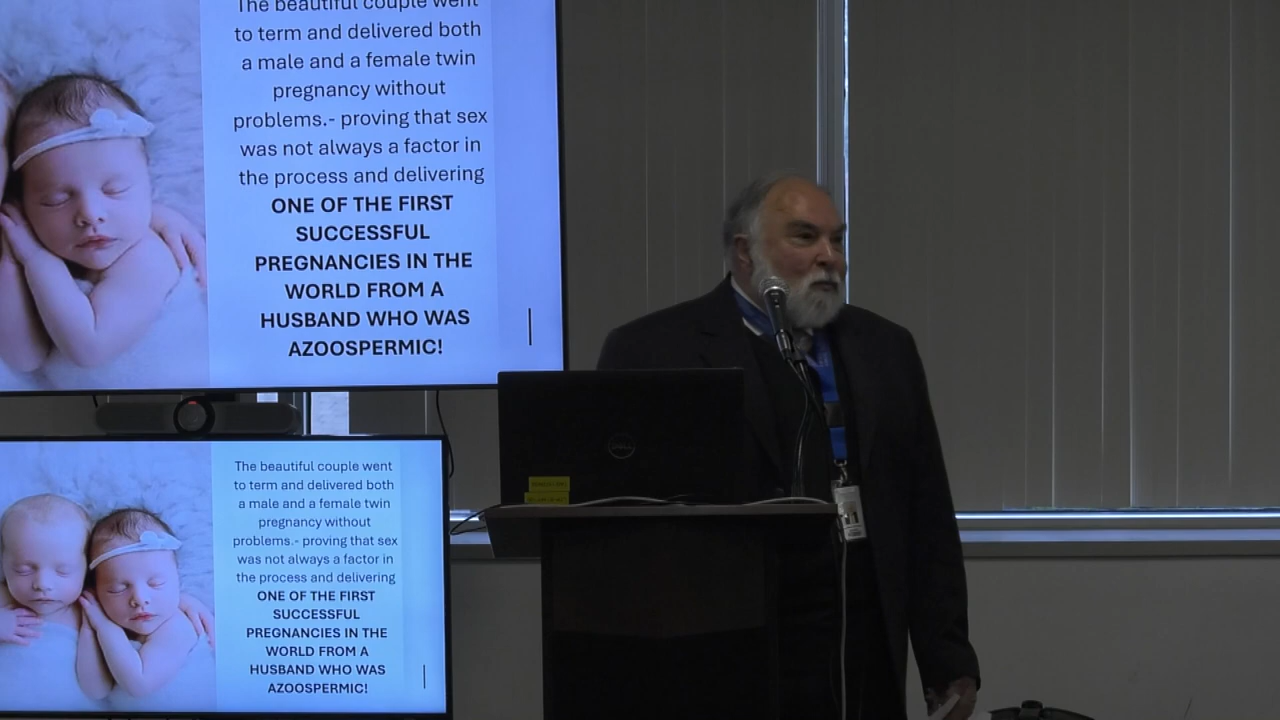 The beautiful couple went
to term and delivered both
a male and a female twin
pregnancy without
problems.- proving that sex
was not always a factor in
the process and delivering
ONE OF THE FIRST
SUCCESSFUL
PREGNANCIES IN THE
WORLD FROM A
HUSBAND WHO WAS
AZOOSPERMIC!
The beautiful couple went
to term and delivered both
a male and a female twin
pregnancy without
problems.- proving that sex
was not always a factor in
the process and delivering
ONE OF THE FIRST
SUCCESSFUL
PREGNANCIES IN THE
WORLD FROM A
HUSBAND WHO WAS
AZOOSPERMIC!
DELL